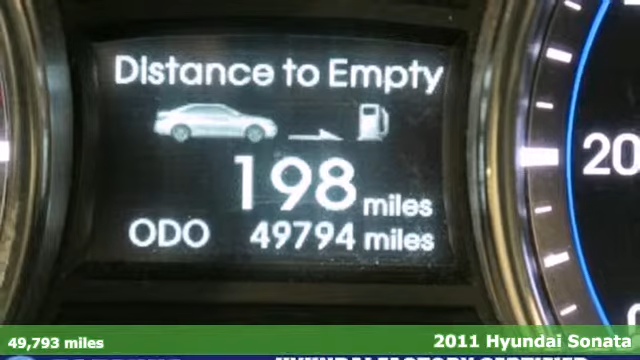 Distance to Empty
198 miles
ODO 49794 miles
20
49,793 miles
2011 Hyundai Sonata